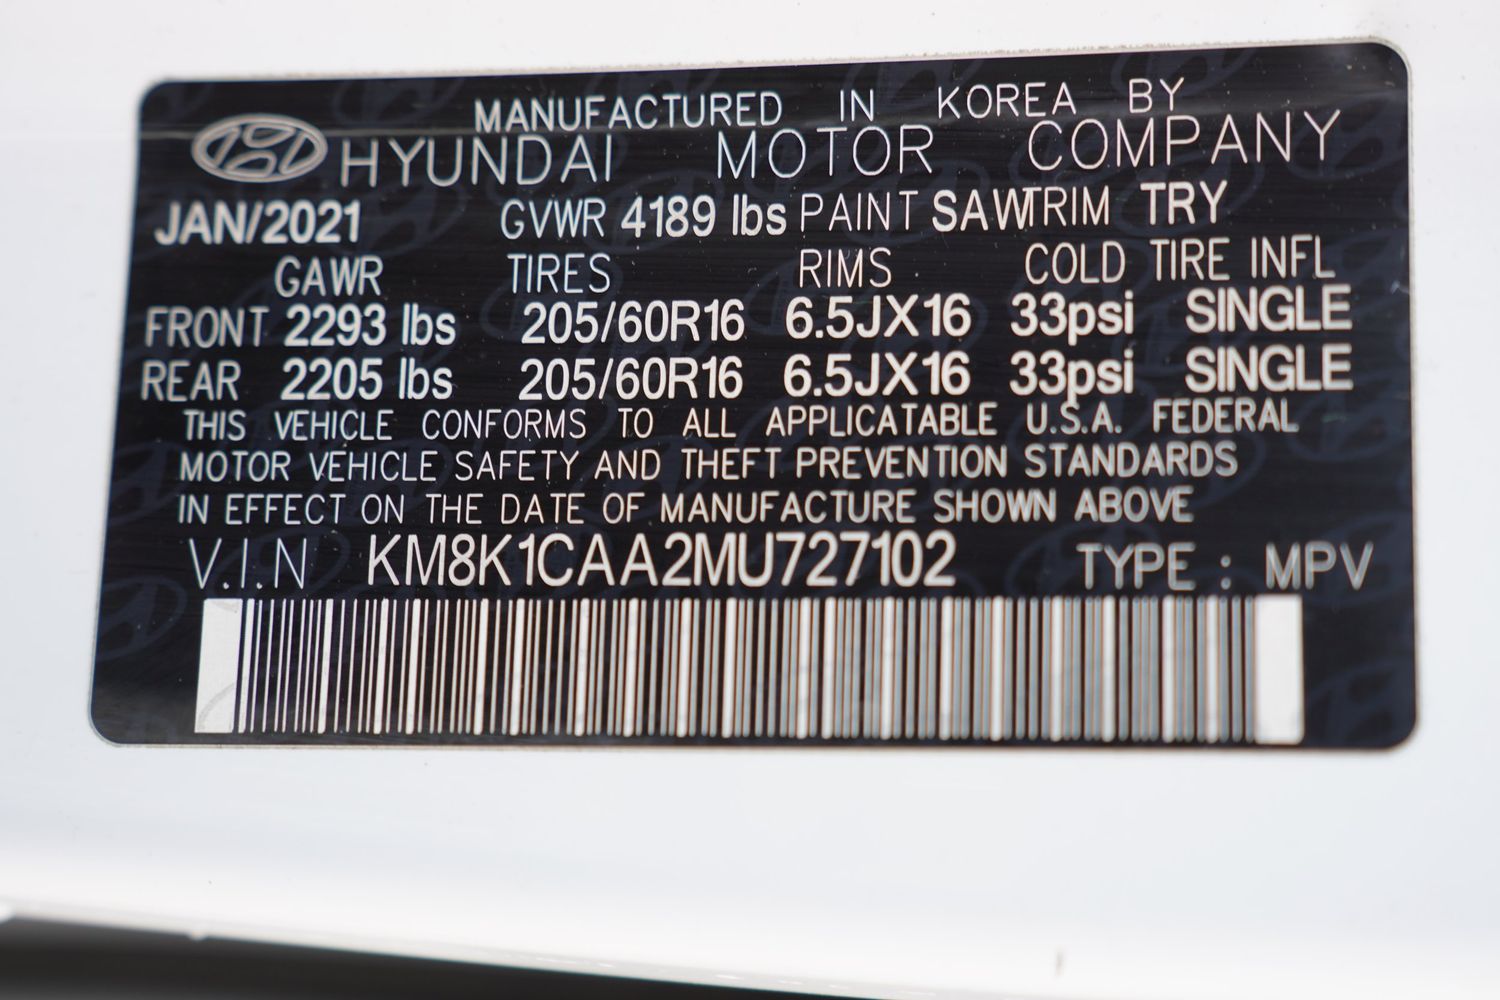 MANUFACTURED IN KOREA BY
HYUNDAI MOTOR COMPANY
JAN/2021 GVWR 4189 lbs PAINT SAW TRIM TRY
GAWR TIRES RIMS COLD TIRE INFL
FRONT 2293 lbs 205/60R16 6.5JX16 33psi SINGLE
REAR 2205 lbs 205/60R16 6.5JX16 33psi SINGLE
THIS VEHICLE CONFORMS TO ALL APPLICATABLE U.S.A. FEDERAL
MOTOR VEHICLE SAFETY AND THEFT PREVENTION STANDARDS
IN EFFECT ON THE DATE OF MANUFACTURE SHOWN ABOVE
V.I.N KM8K1CAA2MU727102 TYPE : MPV